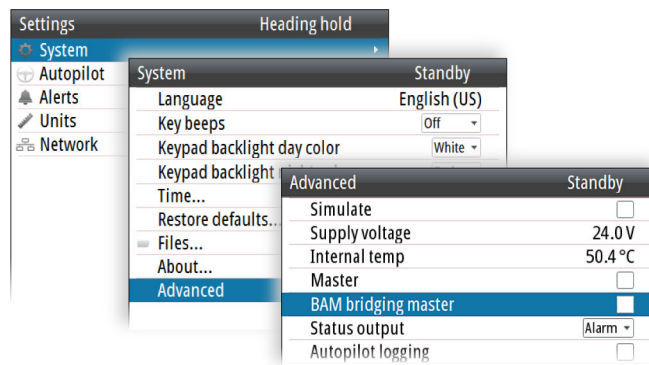 Settings Heading hold
System
Autopilot
Alerts
Units
Network
System Standby
Language English (US)
Key beeps Off
Keypad backlight day color White
Keypad backlight
Time...
Restore defaults...
Files...
About...
Advanced
Advanced Standby
Simulate
Supply voltage 24.0 V
Internal temp 50.4 °C
Master
BAM bridging master
Status output Alarm
Autopilot logging